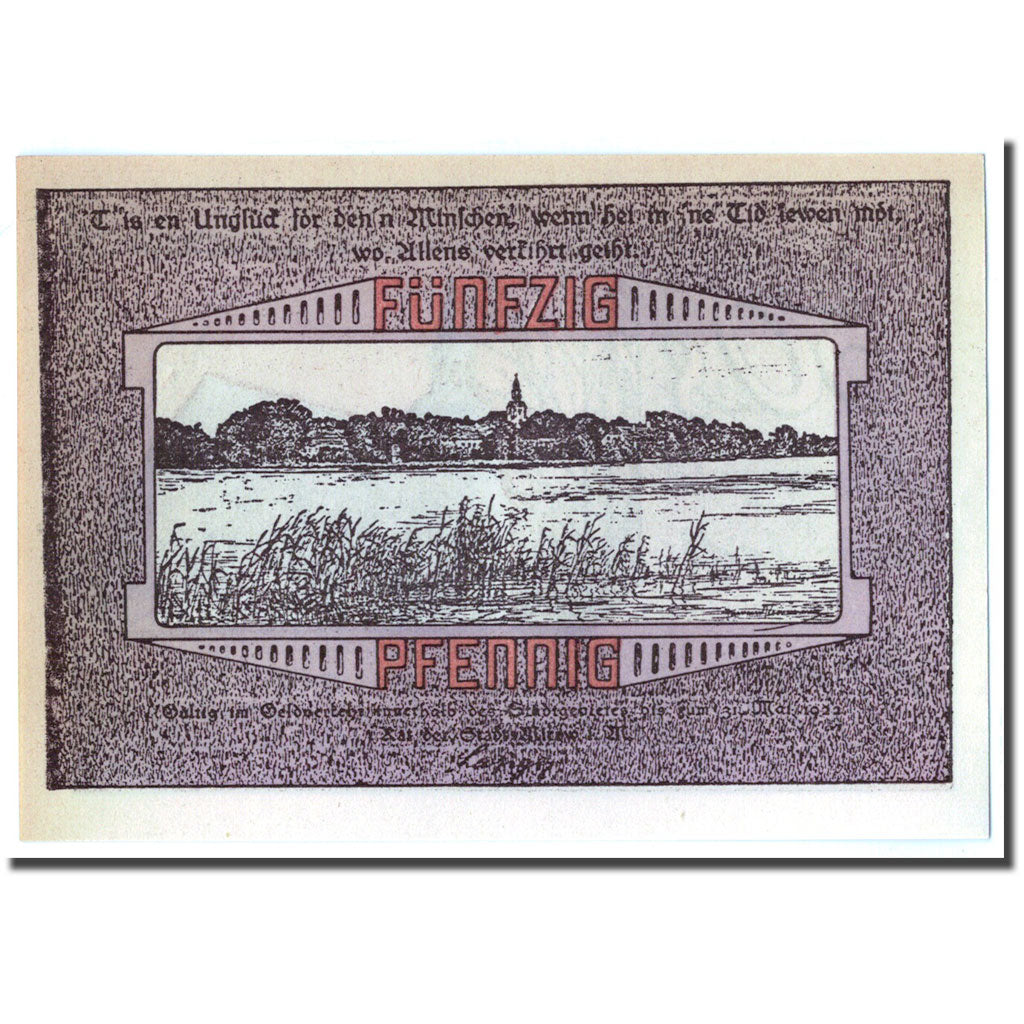 'T is en Unglück för den'n Minschen, wenn hei in 'ne Tid lewen möt,
wo Allens verkihrt geiht.
FÜNFZIG
PFENNIG
Gültig im Geldverkehr innerhalb des Stadtgebietes bis zum 31. Mai 1922
Rat der Stadt Mirow i. M.